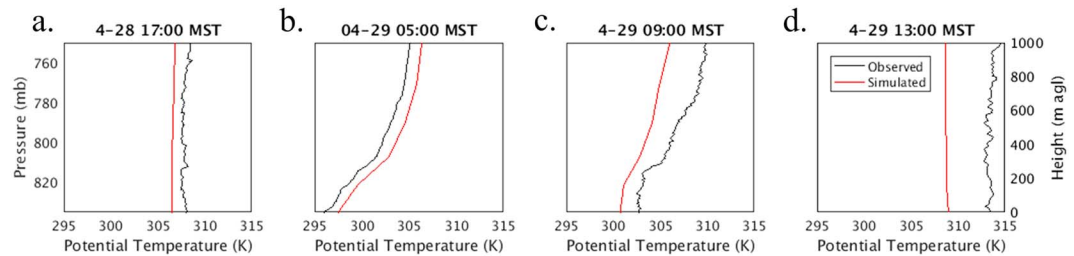 a. b. c. d.
4-28 17:00 MST 04-29 05:00 MST 4-29 09:00 MST 4-29 13:00 MST
Pressure (mb)
760
780
800
820
Observed
Simulated
1000
800
600
400
200
0
Height (m agl)
295 300 305 310 315 295 300 305 310 315 295 300 305 310 315 295 300 305 310 315
Potential Temperature (K) Potential Temperature (K) Potential Temperature (K) Potential Temperature (K)